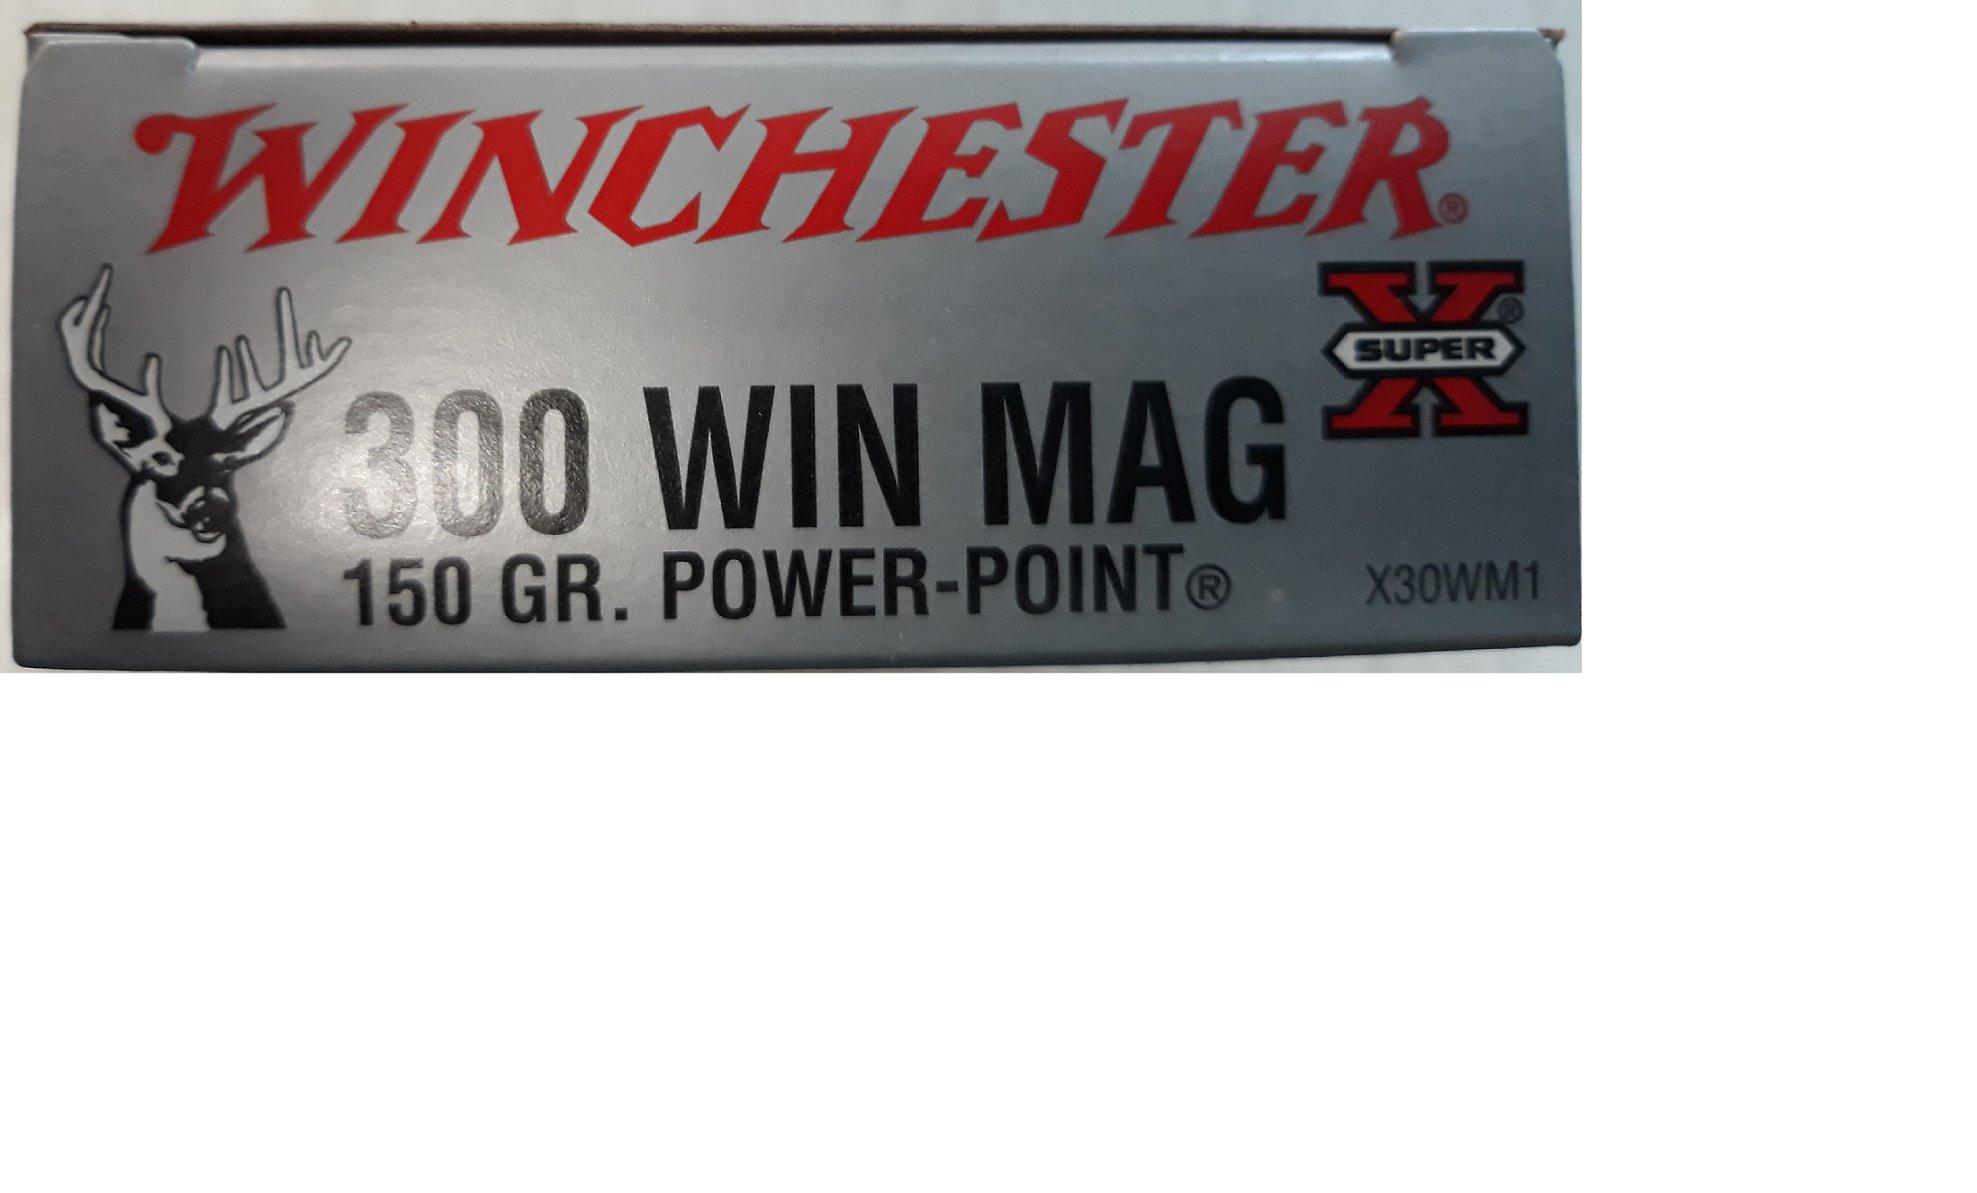 WINCHESTER®
X®
SUPER
300 WIN MAG
150 GR. POWER-POINT®
X30WM1